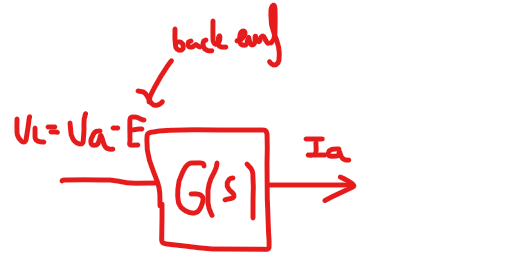 back emf
VL = Va - E
Ia
G(s)